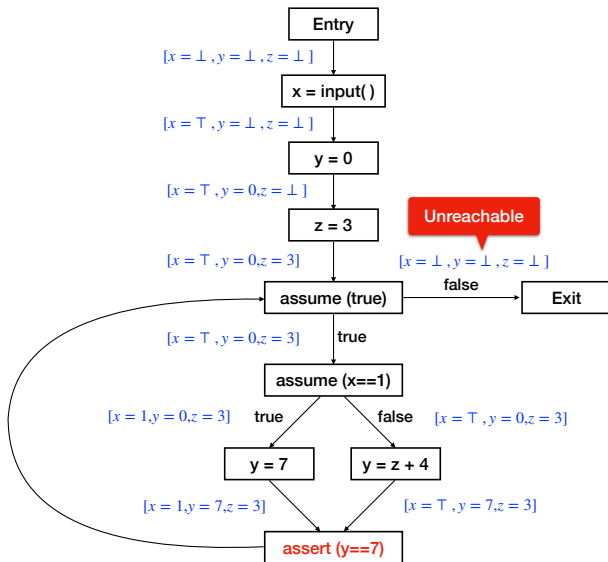 Entry
[x = ⊥ , y = ⊥ , z = ⊥ ]
x = input( )
[x = ⊤ , y = ⊥ , z = ⊥ ]
y = 0
[x = ⊤ , y = 0,z = ⊥ ]
z = 3
Unreachable
[x = ⊤ , y = 0,z = 3]
[x = ⊥ , y = ⊥ , z = ⊥ ]
assume (true)
false
Exit
[x = ⊤ , y = 0,z = 3]
true
assume (x==1)
[x = 1,y = 0,z = 3]
true
false
[x = ⊤ , y = 0,z = 3]
y = 7
y = z + 4
[x = 1,y = 7,z = 3]
[x = ⊤ , y = 7,z = 3]
assert (y==7)